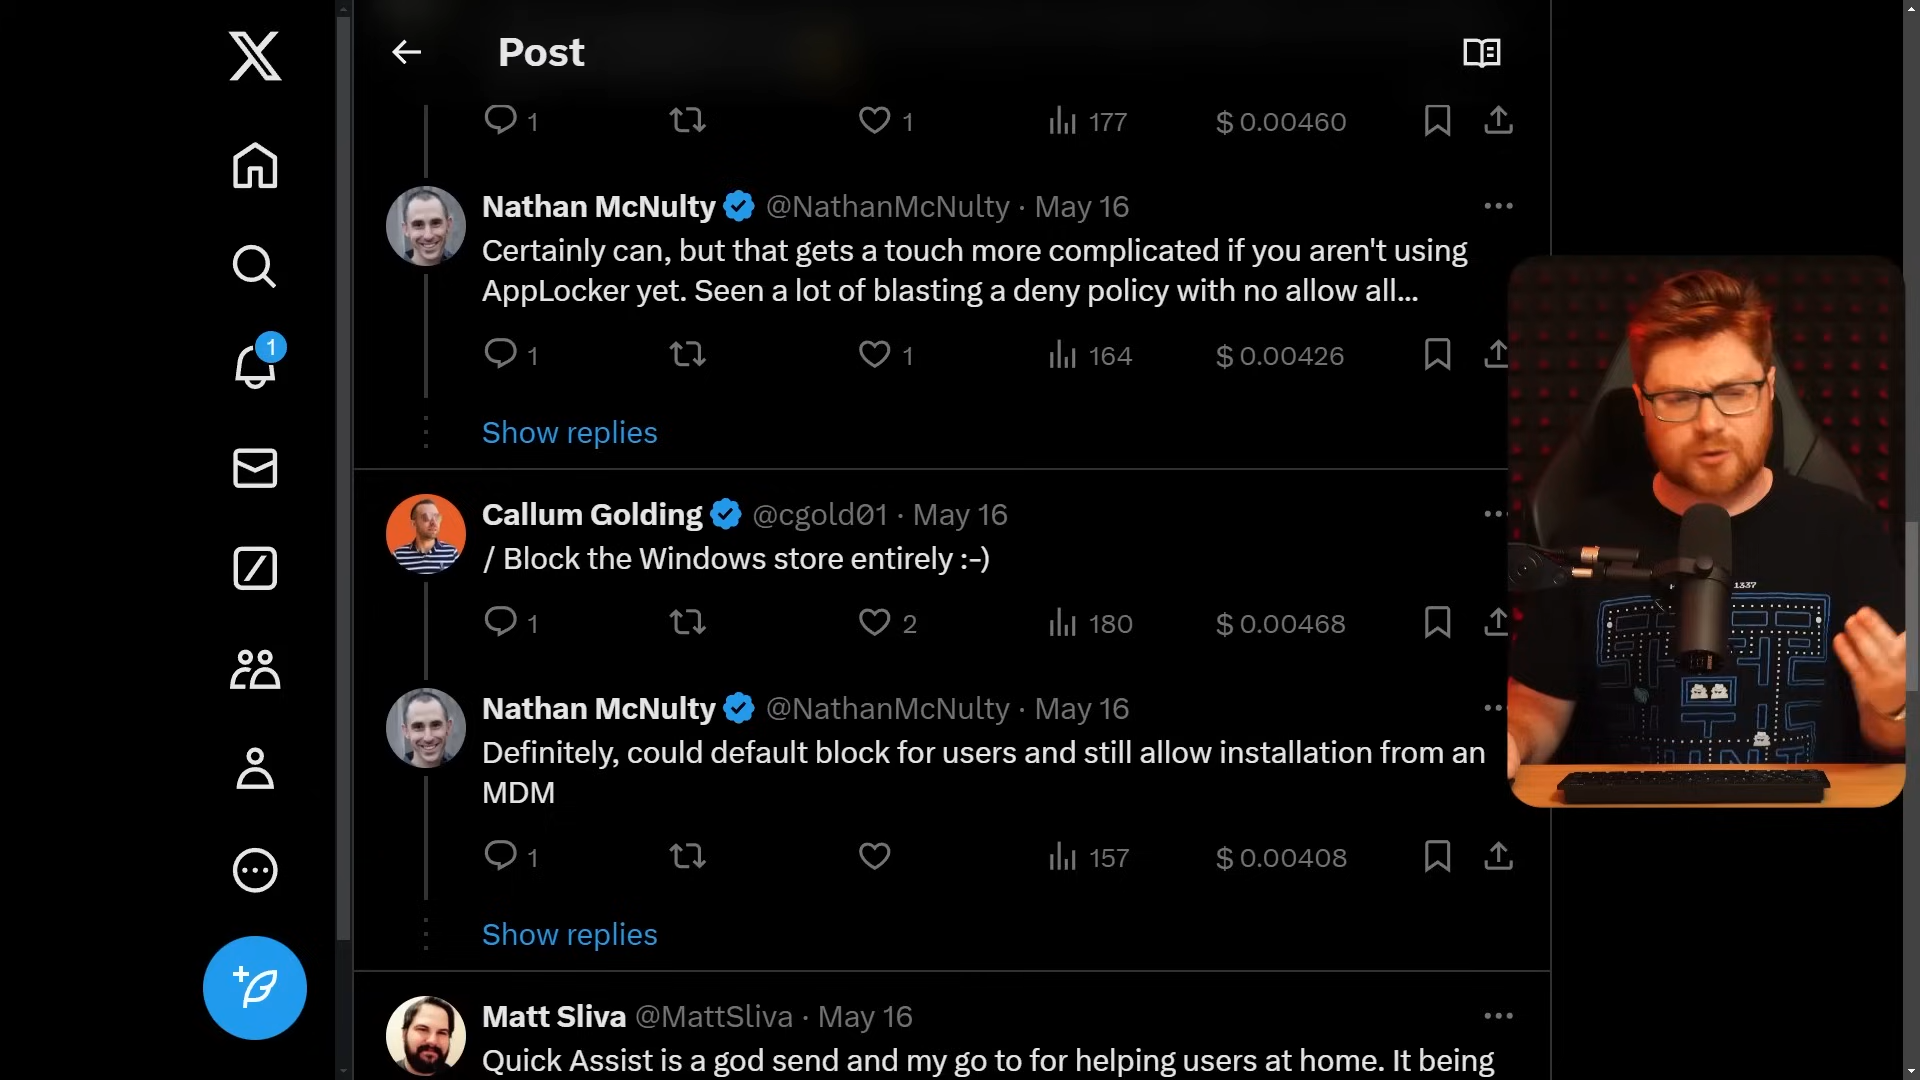 Post
1
1
177
$ 0.00460
Nathan McNulty @NathanMcNulty · May 16
Certainly can, but that gets a touch more complicated if you aren't using
AppLocker yet. Seen a lot of blasting a deny policy with no allow all...
1
1
164
$ 0.00426
Show replies
1
Callum Golding @cgold01 · May 16
/ Block the Windows store entirely :-)
1
2
180
$ 0.00468
1337
Nathan McNulty @NathanMcNulty · May 16
Definitely, could default block for users and still allow installation from an
MDM
1
157
$ 0.00408
Show replies
Matt Sliva @MattSliva · May 16
Quick Assist is a god send and my go to for helping users at home. It being